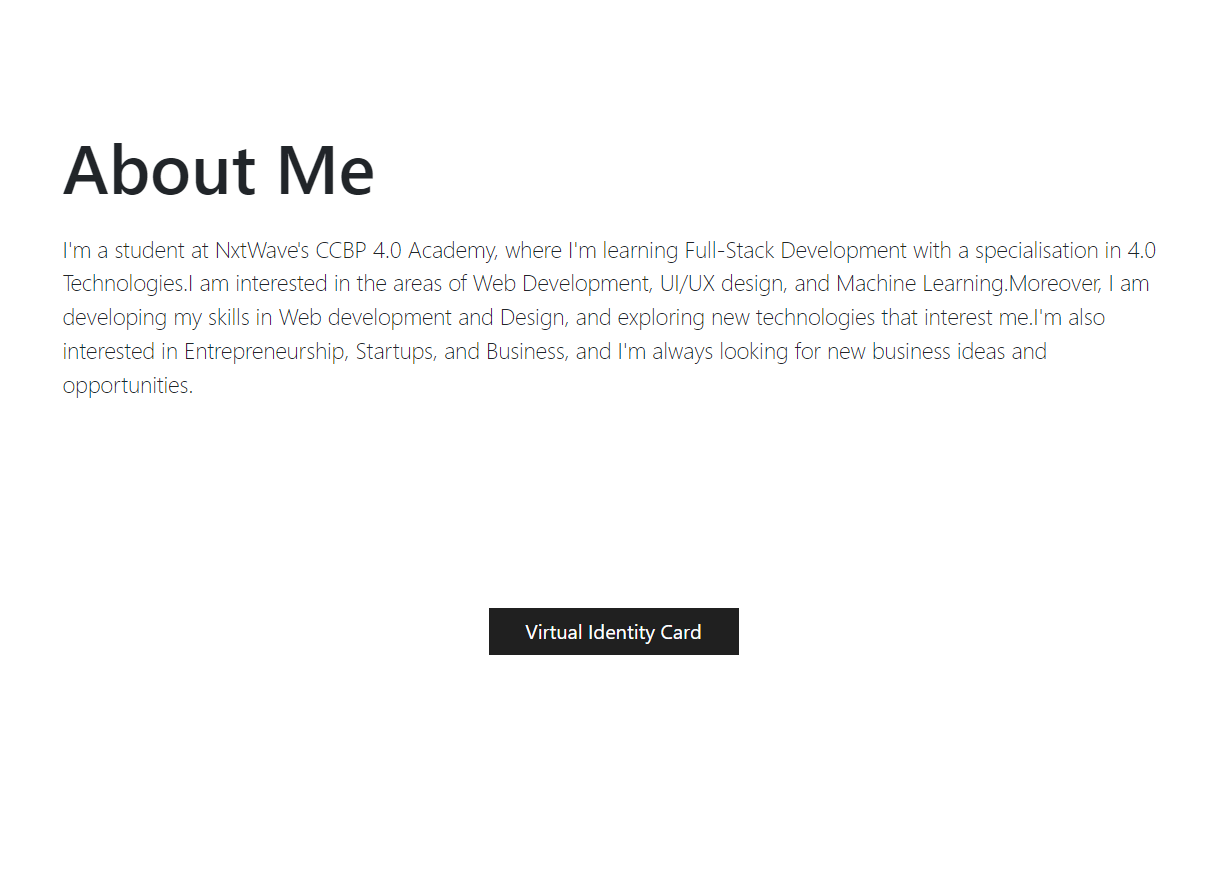 About Me
I'm a student at NxtWave's CCBP 4.0 Academy, where I'm learning Full-Stack Development with a specialisation in 4.0
Technologies.I am interested in the areas of Web Development, UI/UX design, and Machine Learning.Moreover, I am
developing my skills in Web development and Design, and exploring new technologies that interest me.I'm also
interested in Entrepreneurship, Startups, and Business, and I'm always looking for new business ideas and
opportunities.
Virtual Identity Card